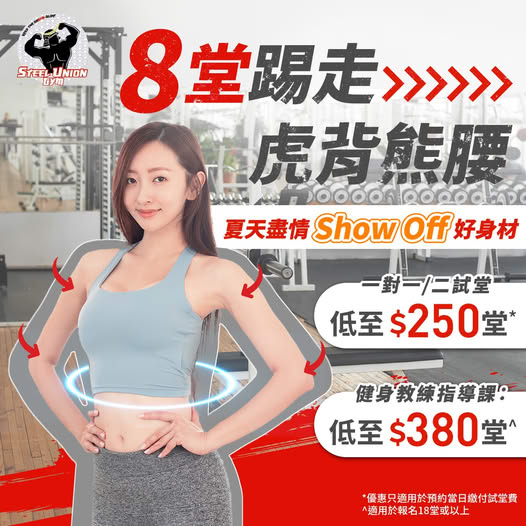 STEEL UNION
Gym
8堂踢走>>>>>>
虎背熊腰
夏天盡情 Show Off 好身材
一對一/二試堂
低至 $250堂*
健身教練指導課:
低至 $380堂^
*優惠只適用於預約當日繳付試堂費
^適用於報名18堂或以上